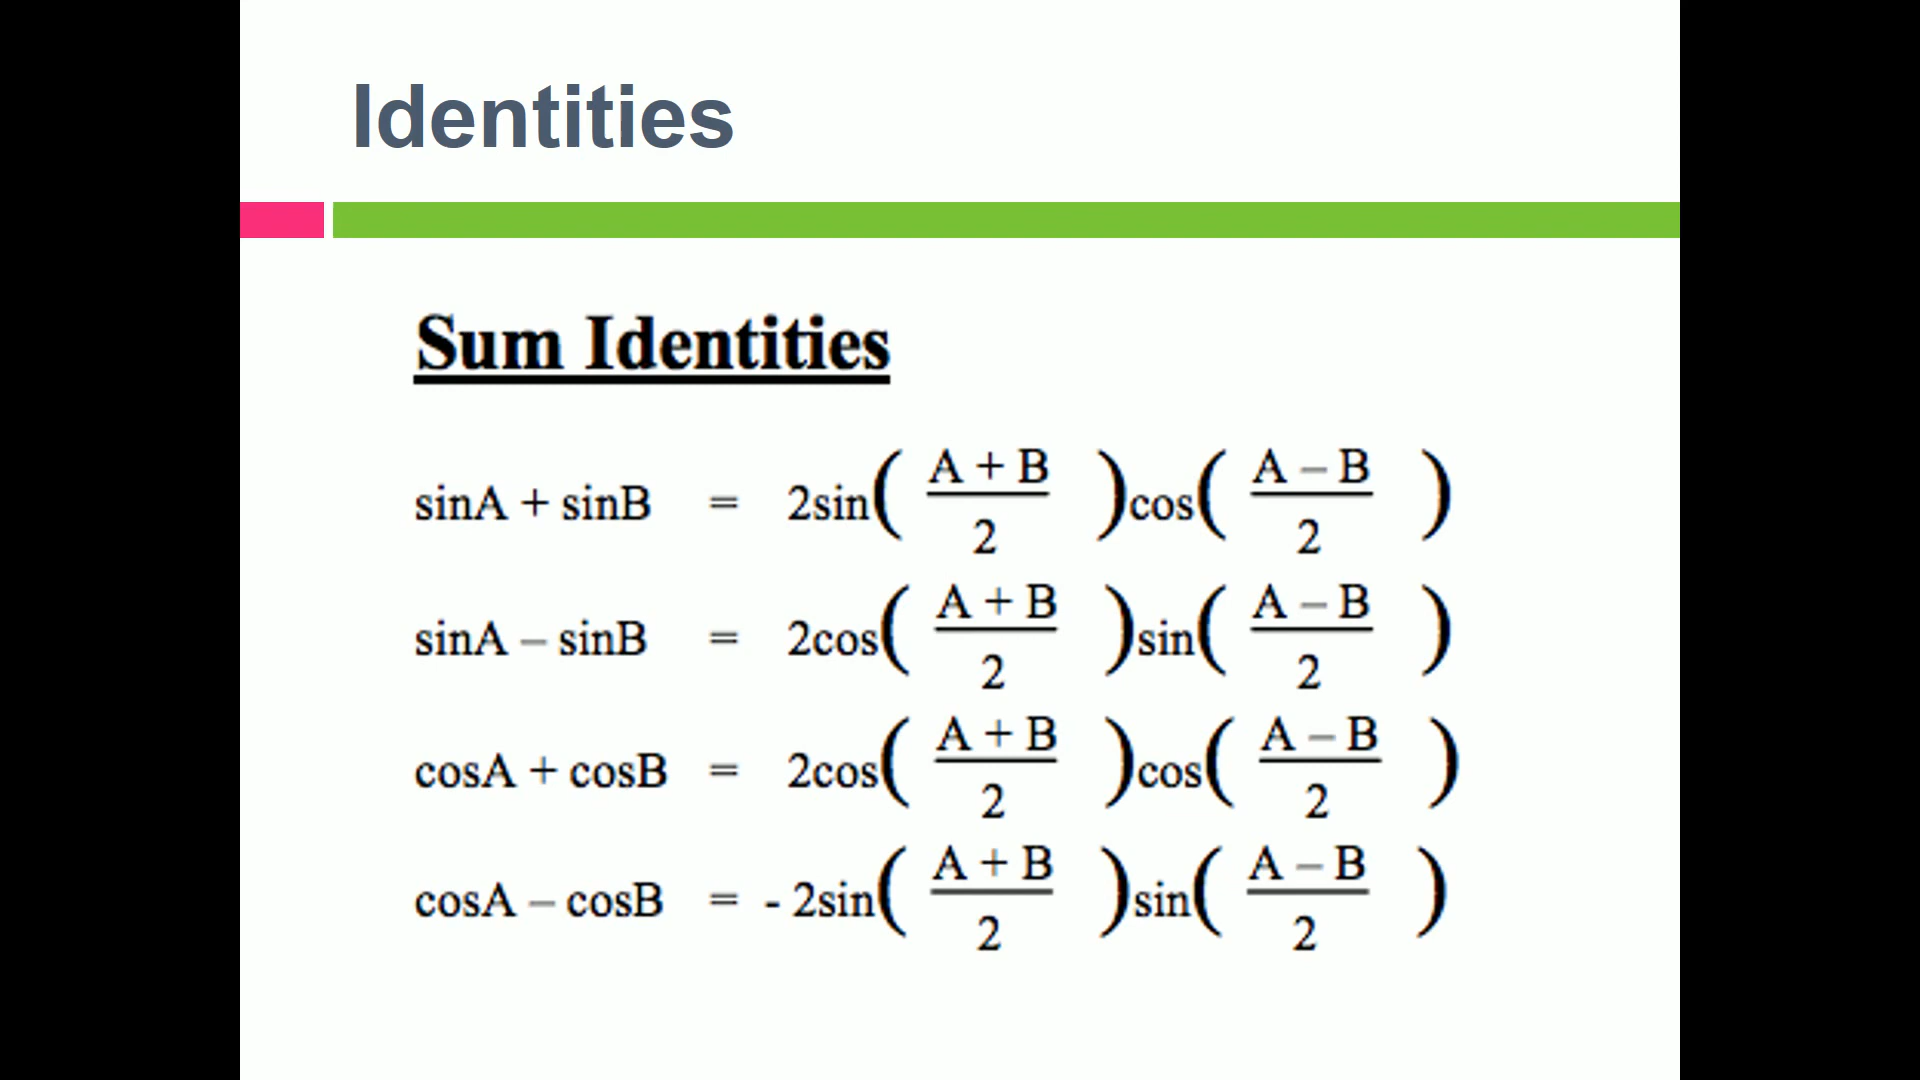 Identities
Sum Identities
sinA + sinB = 2sin( A + B / 2 )cos( A – B / 2 )
sinA – sinB = 2cos( A + B / 2 )sin( A – B / 2 )
cosA + cosB = 2cos( A + B / 2 )cos( A – B / 2 )
cosA – cosB = - 2sin( A + B / 2 )sin( A – B / 2 )